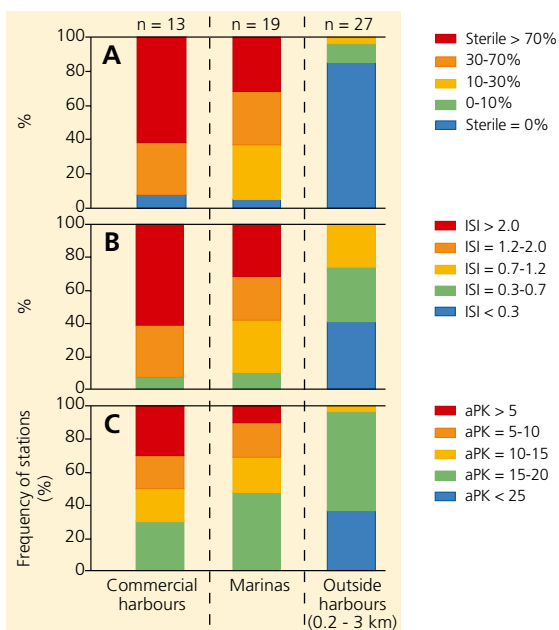 n = 13
n = 19
n = 27
100
80
60
40
20
0
%
A
Sterile > 70%
30-70%
10-30%
0-10%
Sterile = 0%
100
80
60
40
20
0
%
B
ISI > 2.0
ISI = 1.2-2.0
ISI = 0.7-1.2
ISI = 0.3-0.7
ISI < 0.3
100
80
60
40
20
0
Frequency of stations
(%)
C
aPK > 5
aPK = 5-10
aPK = 10-15
aPK = 15-20
aPK < 25
Commercial
harbours
Marinas
Outside
harbours
(0.2 - 3 km)